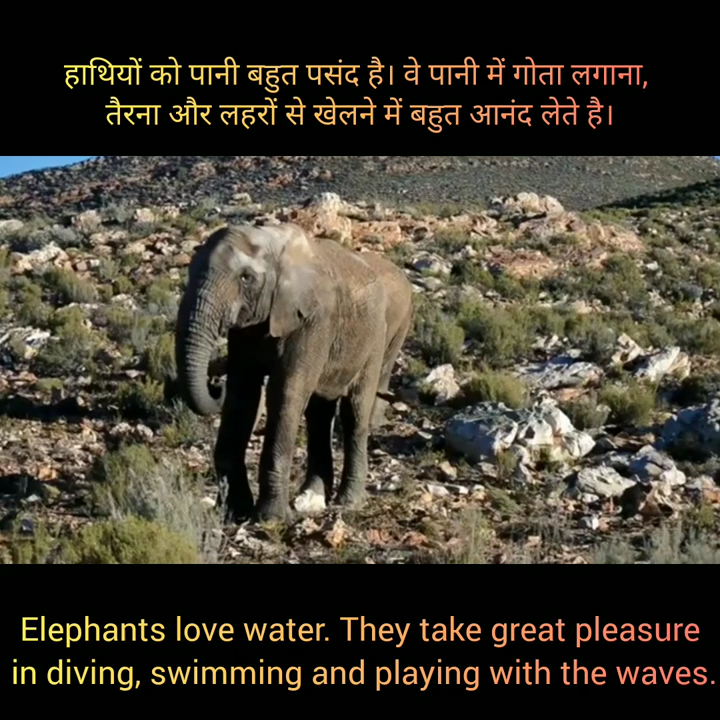 हाथियों को पानी बहुत पसंद है। वे पानी में गोता लगाना,
तैरना और लहरों से खेलने में बहुत आनंद लेते है।
Elephants love water. They take great pleasure
in diving, swimming and playing with the waves.